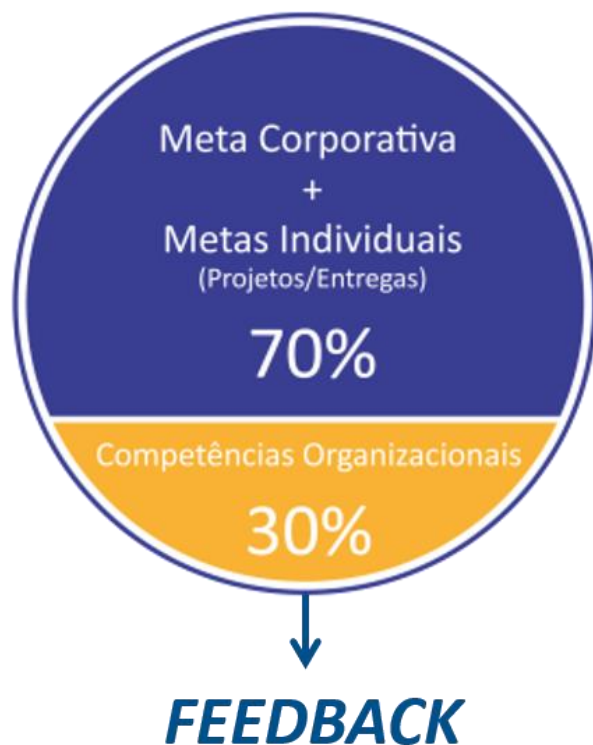 Meta Corporativa
+
Metas Individuais
(Projetos/Entregas)
70%
Competências Organizacionais
30%
FEEDBACK